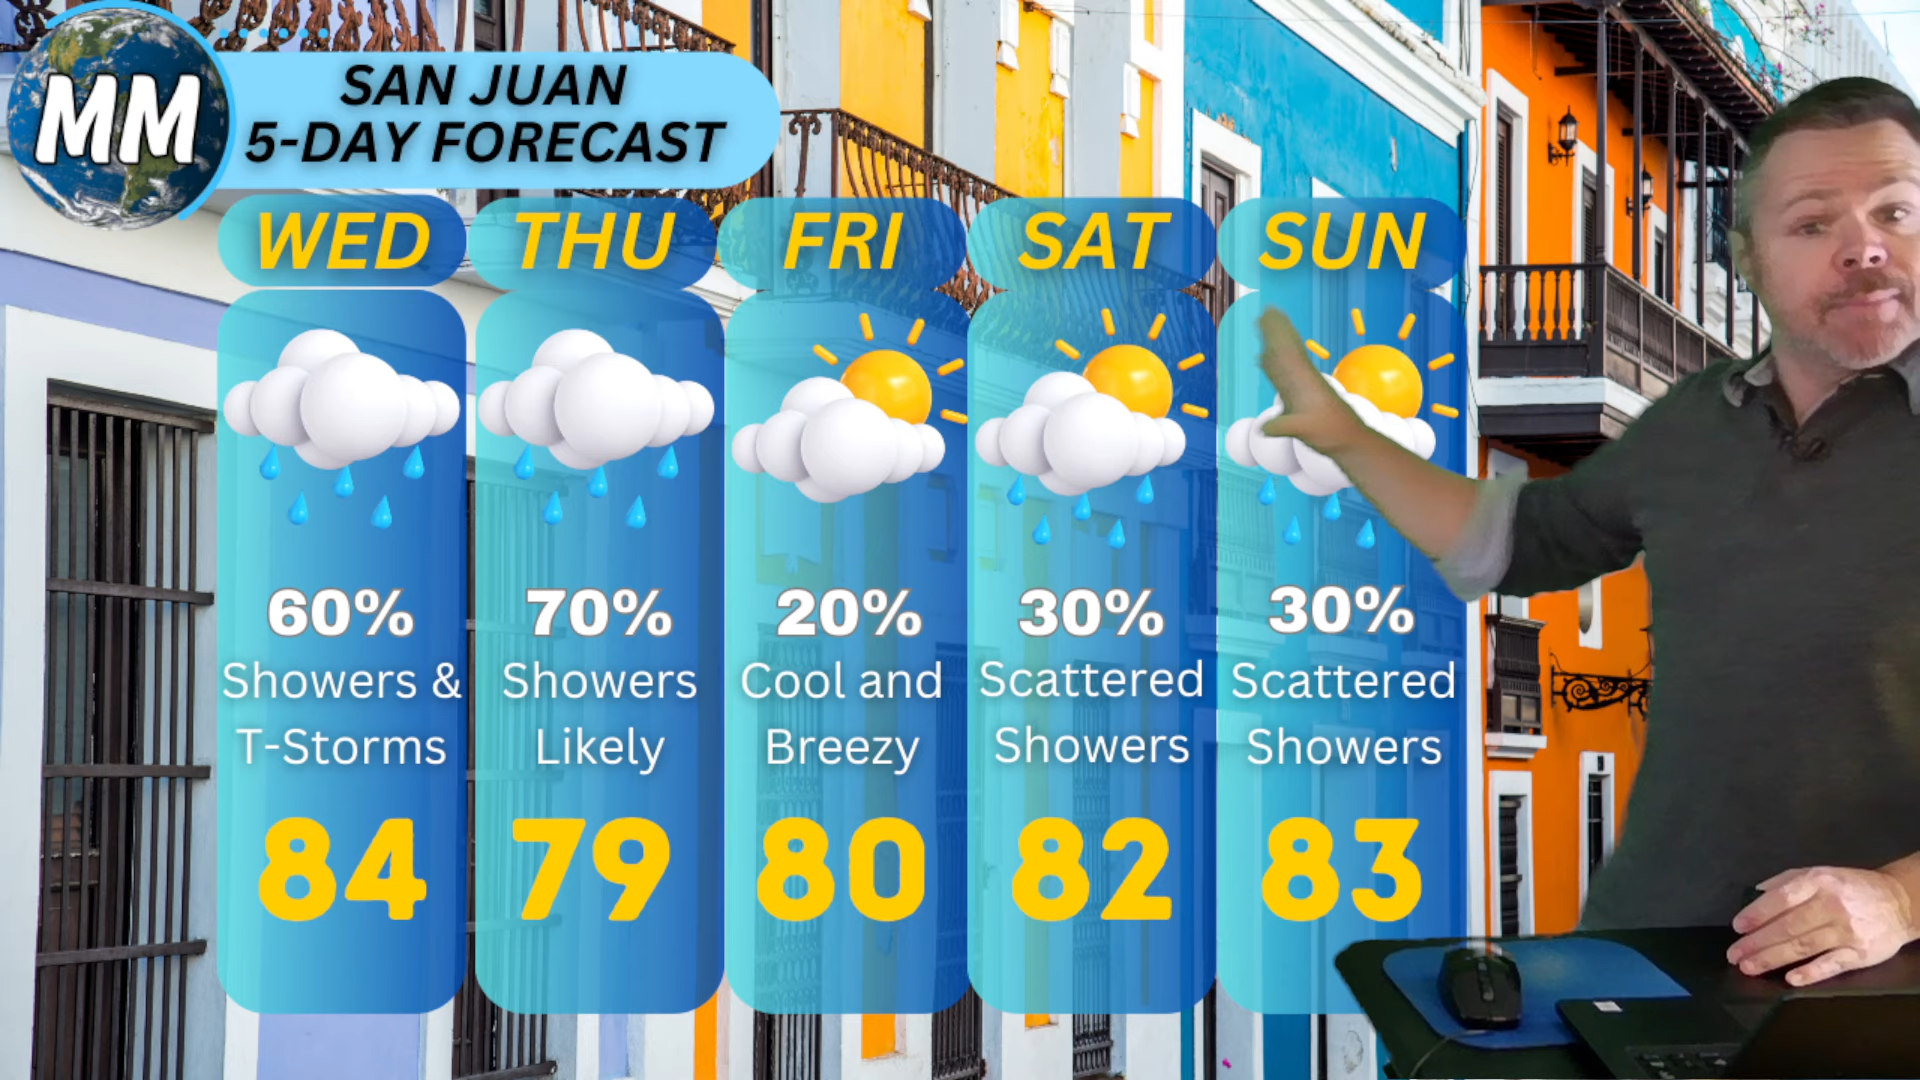 MM
SAN JUAN
5-DAY FORECAST
WED
THU
FRI
SAT
SUN
60%
Showers &
T-Storms
84
70%
Showers
Likely
79
20%
Cool and
Breezy
80
30%
Scattered
Showers
82
30%
Scattered
Showers
83